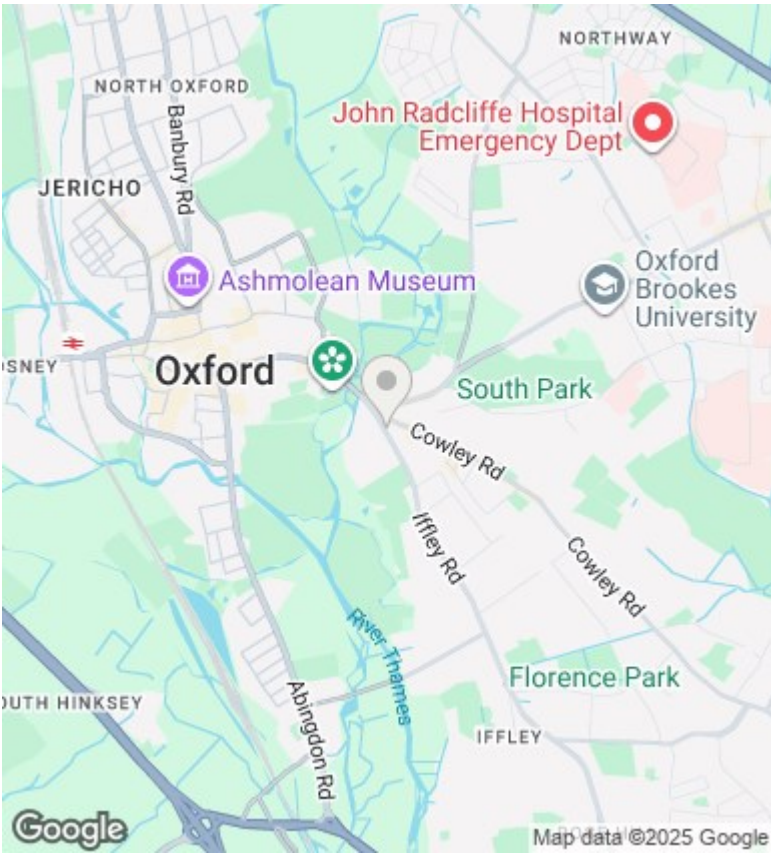 NORTHWAY
NORTH OXFORD
John Radcliffe Hospital
Emergency Dept
Banbury Rd
JERICHO
Ashmolean Museum
Oxford
Brookes
University
OSNEY
Oxford
South Park
Cowley Rd
Iffley Rd
Cowley Rd
River Thames
Florence Park
OUTH HINKSEY
Abingdon Rd
IFFLEY
Google
Map data ©2025 Google